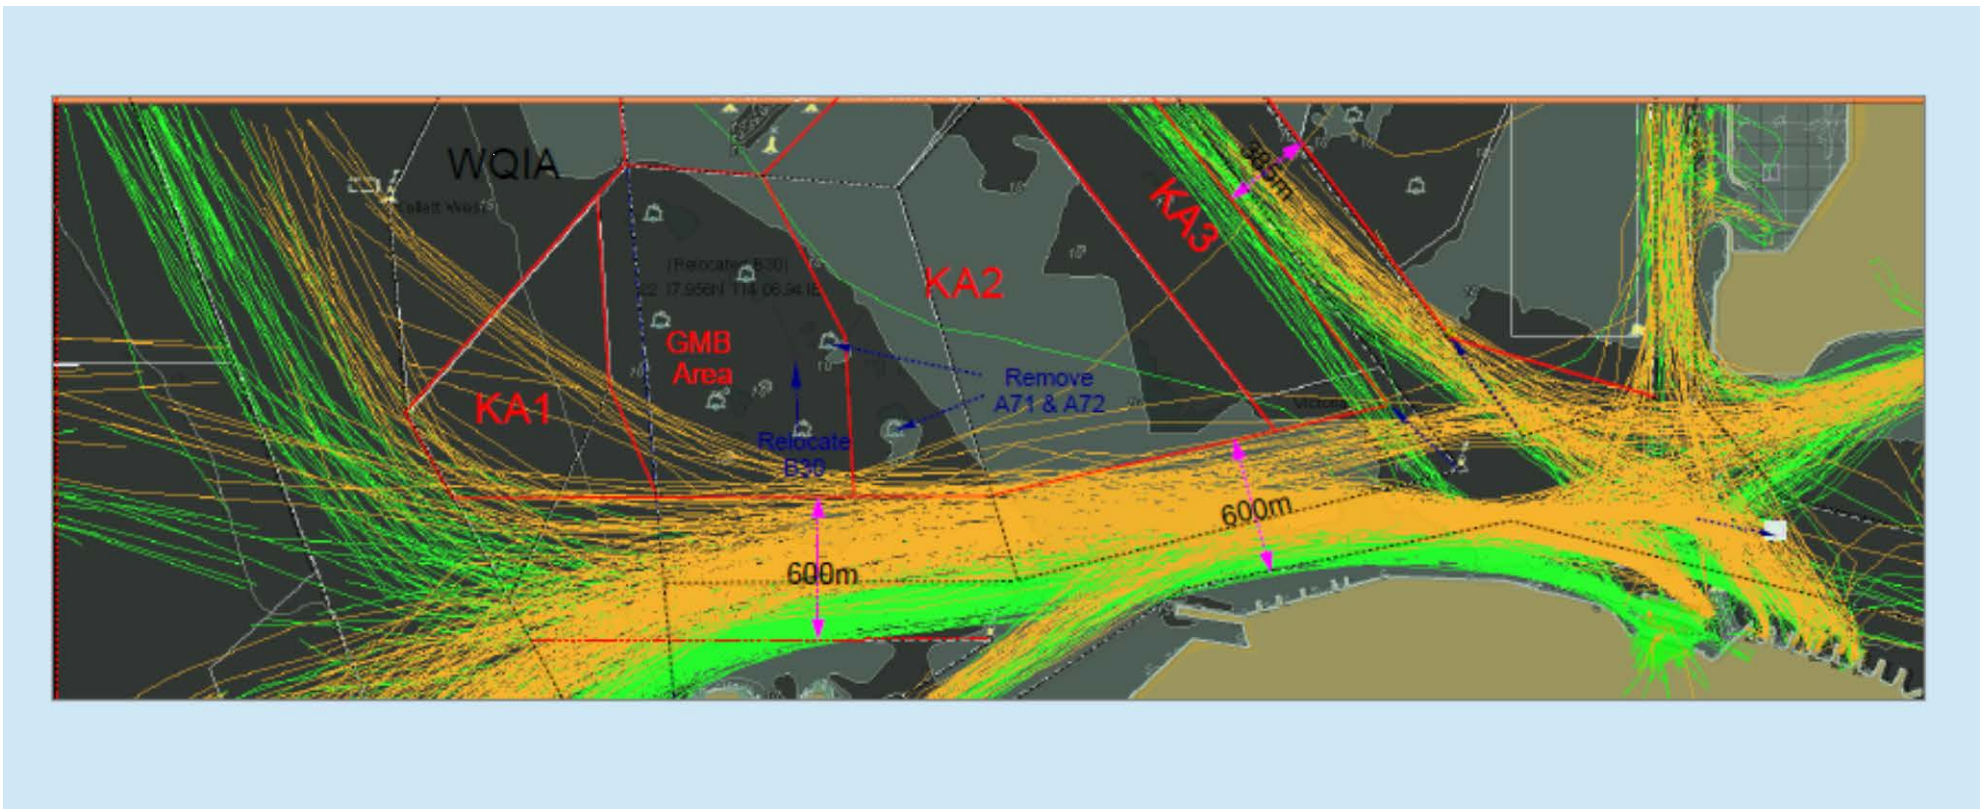 WQIA
385m
KA3
(Relocated B30)
KA2
GMB
Area
Remove
A71 & A72
KA1
Relocate
B30
600m
600m